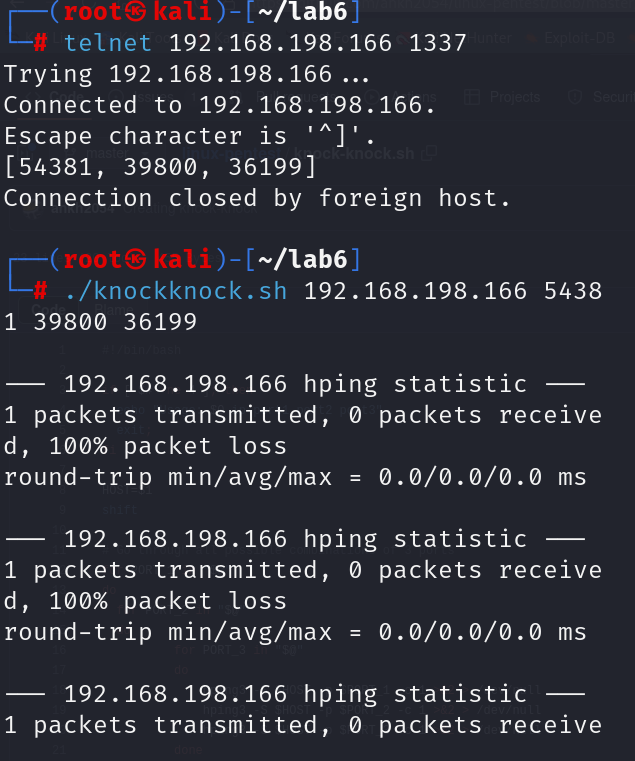 ┌──(root㉿kali)-[~/lab6]
└─# telnet 192.168.198.166 1337
Trying 192.168.198.166 ...
Connected to 192.168.198.166.
Escape character is '^]'.
[54381, 39800, 36199]
Connection closed by foreign host.
┌──(root㉿kali)-[~/lab6]
└─# ./knockknock.sh 192.168.198.166 5438
1 39800 36199
--- 192.168.198.166 hping statistic ---
1 packets transmitted, 0 packets receive
d, 100% packet loss
round-trip min/avg/max = 0.0/0.0/0.0 ms
--- 192.168.198.166 hping statistic ---
1 packets transmitted, 0 packets receive
d, 100% packet loss
round-trip min/avg/max = 0.0/0.0/0.0 ms
--- 192.168.198.166 hping statistic ---
1 packets transmitted, 0 packets receive